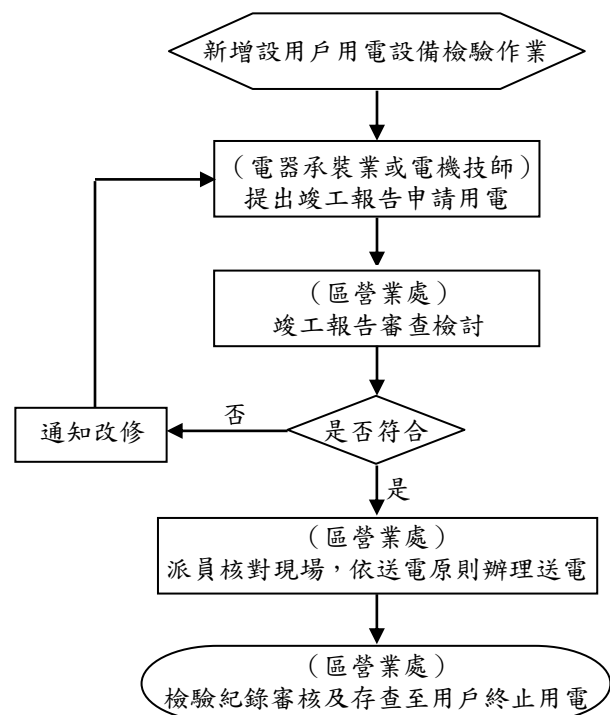 新增設用戶用電設備檢驗作業
（電器承裝業或電機技師）
提出竣工報告申請用電
（區營業處）
竣工報告審查檢討
否
通知改修
是否符合
是
（區營業處）
派員核對現場，依送電原則辦理送電
（區營業處）
檢驗紀錄審核及存查至用戶終止用電